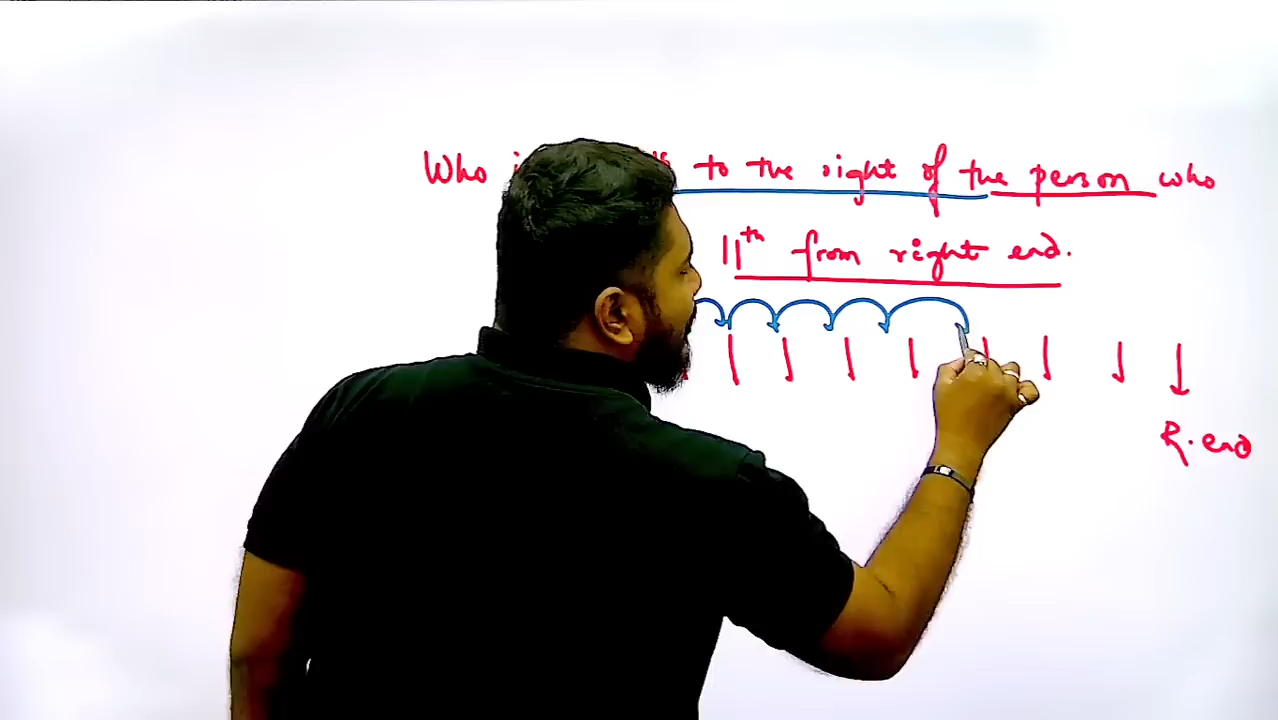 Who to the right of the person who
11th from right end.
R. end